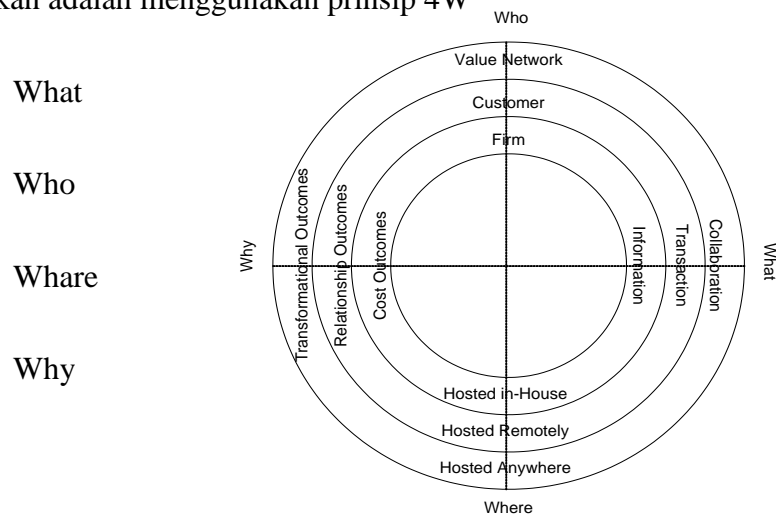 kan adalah menggunakan prinsip 4W
What
Who
Whare
Why
Who
Value Network
Customer
Firm
Why
Transformational Outcomes
Relationship Outcomes
Cost Outcomes
Information
Transaction
Collaboration
What
Hosted in-House
Hosted Remotely
Hosted Anywhere
Where